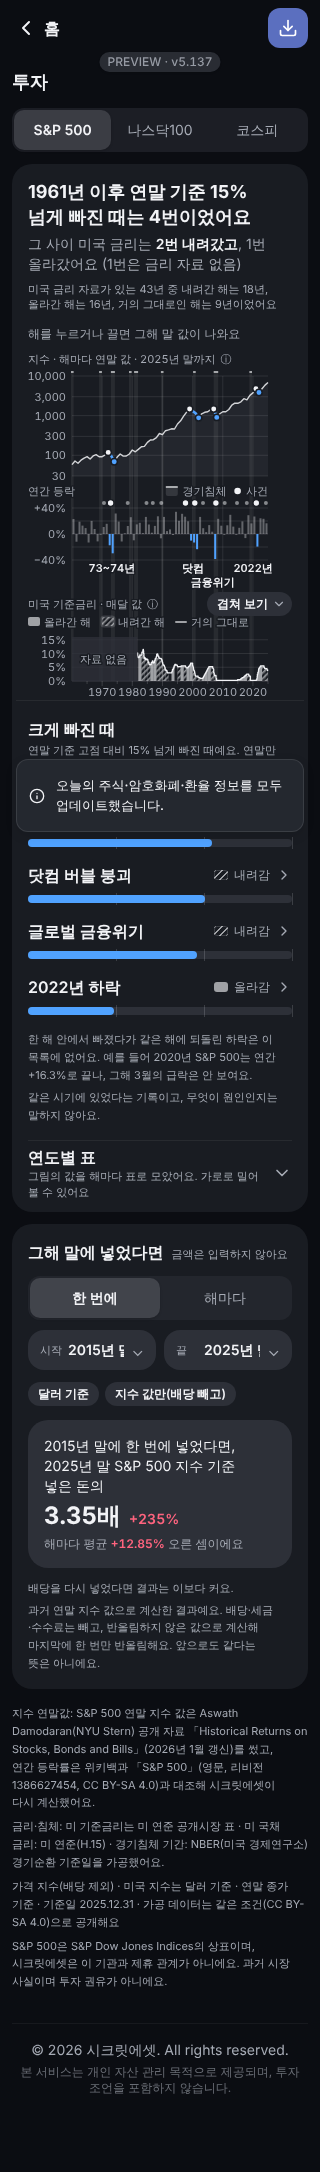 홈
PREVIEW · v5.137
투자
S&P 500
나스닥100
코스피
1961년 이후 연말 기준 15%
넘게 빠진 때는 4번이었어요
그 사이 미국 금리는 2번 내려갔고, 1번
올라갔어요 (1번은 금리 자료 없음)
미국 금리 자료가 있는 43년 중 내려간 해는 18년,
올라간 해는 16년, 거의 그대로인 해는 9년이었어요
해를 누르거나 끌면 그해 말 값이 나와요
지수 · 해마다 연말 값 · 2025년 말까지 ⓘ
10,000
3,000
1,000
300
100
30
연간 등락
경기침체
사건
+40%
0%
−40%
73~74년
닷컴
2022년
금융위기
미국 기준금리 · 매달 값 ⓘ
겹쳐 보기
올라간 해
내려간 해
거의 그대로
15%
10%
5%
0%
자료 없음
1970 1980 1990 2000 2010 2020
크게 빠진 때
연말 기준 고점 대비 15% 넘게 빠진 때예요. 연말만
오늘의 주식·암호화폐·환율 정보를 모두
업데이트했습니다.
닷컴 버블 붕괴
내려감
글로벌 금융위기
내려감
2022년 하락
올라감
한 해 안에서 빠졌다가 같은 해에 되돌린 하락은 이
목록에 없어요. 예를 들어 2020년 S&P 500는 연간
+16.3%로 끝나, 그해 3월의 급락은 안 보여요.
같은 시기에 있었다는 기록이고, 무엇이 원인인지는
말하지 않아요.
연도별 표
그림의 값을 해마다 표로 모았어요. 가로로 밀어
볼 수 있어요
그해 말에 넣었다면
금액은 입력하지 않아요
한 번에
해마다
시작
2015년
끝
2025년
달러 기준
지수 값만(배당 빼고)
2015년 말에 한 번에 넣었다면,
2025년 말 S&P 500 지수 기준
넣은 돈의
3.35배 +235%
해마다 평균 +12.85% 오른 셈이에요
배당을 다시 넣었다면 결과는 이보다 커요.
과거 연말 지수 값으로 계산한 결과예요. 배당·세금
·수수료는 빼고, 반올림하지 않은 값으로 계산해
마지막에 한 번만 반올림해요. 앞으로도 같다는
뜻은 아니에요.
지수 연말값: S&P 500 연말 지수 값은 Aswath
Damodaran(NYU Stern) 공개 자료 「Historical Returns on
Stocks, Bonds and Bills」(2026년 1월 갱신)를 썼고,
연간 등락률은 위키백과 「S&P 500」(영문, 리비전
1386627454, CC BY-SA 4.0)과 대조해 시크릿에셋이
다시 계산했어요.
금리·침체: 미 기준금리는 미 연준 공개시장 표 · 미 국채
금리: 미 연준(H.15) · 경기침체 기간: NBER(미국 경제연구소)
경기순환 기준일을 가공했어요.
가격 지수(배당 제외) · 미국 지수는 달러 기준 · 연말 종가
기준 · 기준일 2025.12.31 · 가공 데이터는 같은 조건(CC BY-
SA 4.0)으로 공개해요
S&P 500은 S&P Dow Jones Indices의 상표이며,
시크릿에셋은 이 기관과 제휴 관계가 아니에요. 과거 시장
사실이며 투자 권유가 아니에요.
© 2026 시크릿에셋. All rights reserved.
본 서비스는 개인 자산 관리 목적으로 제공되며, 투자
조언을 포함하지 않습니다.